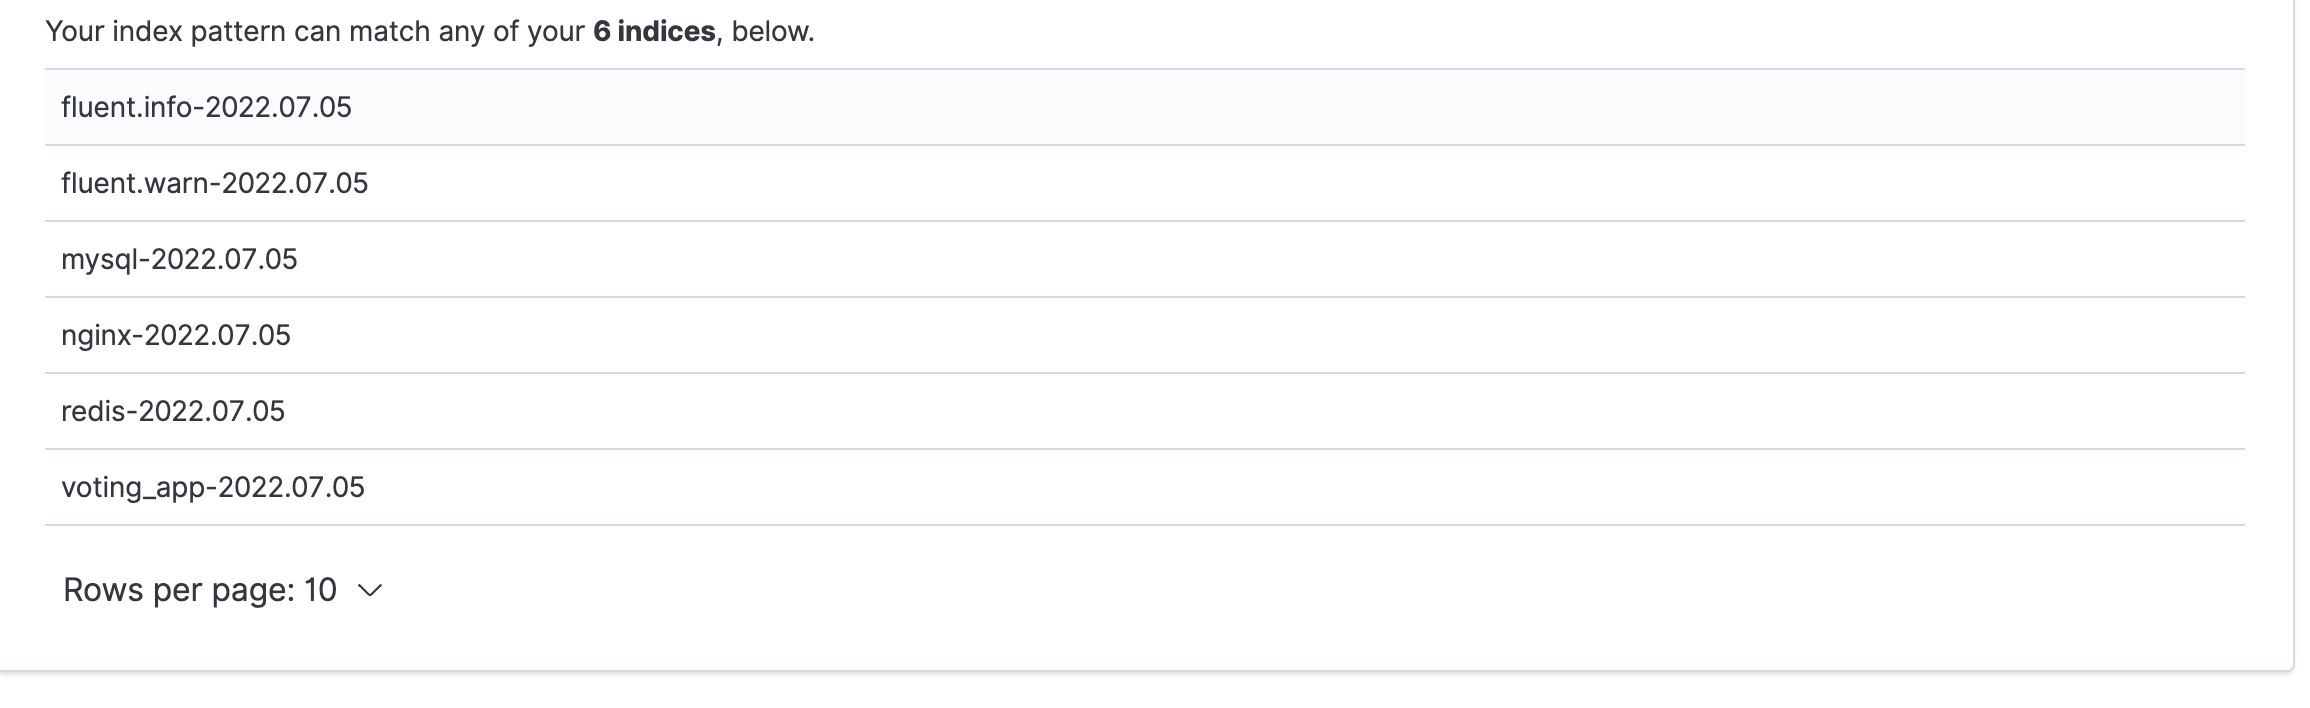 Your index pattern can match any of your 6 indices, below.
fluent.info-2022.07.05
fluent.warn-2022.07.05
mysql-2022.07.05
nginx-2022.07.05
redis-2022.07.05
voting_app-2022.07.05
Rows per page: 10